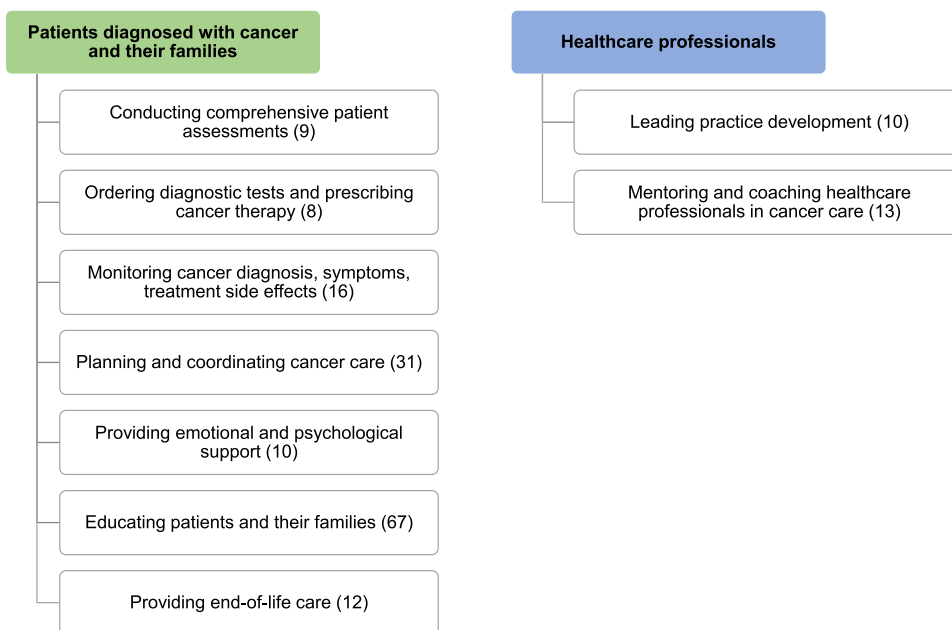 Patients diagnosed with cancer
and their families
Conducting comprehensive patient
assessments (9)
Ordering diagnostic tests and prescribing
cancer therapy (8)
Monitoring cancer diagnosis, symptoms,
treatment side effects (16)
Planning and coordinating cancer care (31)
Providing emotional and psychological
support (10)
Educating patients and their families (67)
Providing end-of-life care (12)
Healthcare professionals
Leading practice development (10)
Mentoring and coaching healthcare
professionals in cancer care (13)